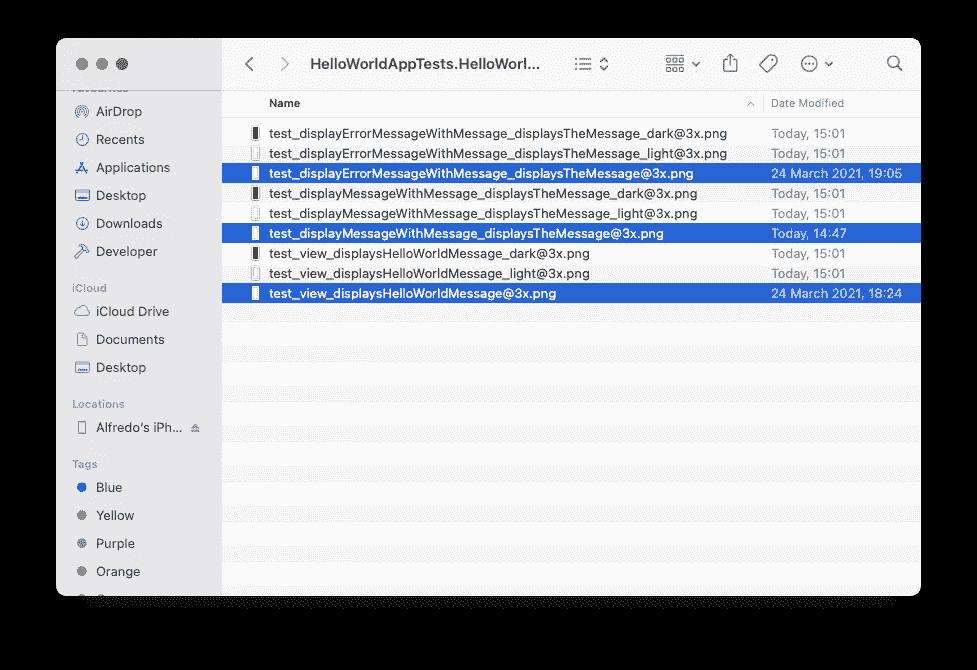 HelloWorldAppTests.HelloWorl...
AirDrop
Recents
Applications
Desktop
Downloads
Developer
iCloud
iCloud Drive
Documents
Desktop
Locations
Alfredo's iPh...
Tags
Blue
Yellow
Purple
Orange
Name Date Modified
test_displayErrorMessageWithMessage_displaysTheMessage_dark@3x.png Today, 15:01
test_displayErrorMessageWithMessage_displaysTheMessage_light@3x.png Today, 15:01
test_displayErrorMessageWithMessage_displaysTheMessage@3x.png 24 March 2021, 19:05
test_displayMessageWithMessage_displaysTheMessage_dark@3x.png Today, 15:01
test_displayMessageWithMessage_displaysTheMessage_light@3x.png Today, 15:01
test_displayMessageWithMessage_displaysTheMessage@3x.png Today, 14:47
test_view_displaysHelloWorldMessage_dark@3x.png Today, 15:01
test_view_displaysHelloWorldMessage_light@3x.png Today, 15:01
test_view_displaysHelloWorldMessage@3x.png 24 March 2021, 18:24